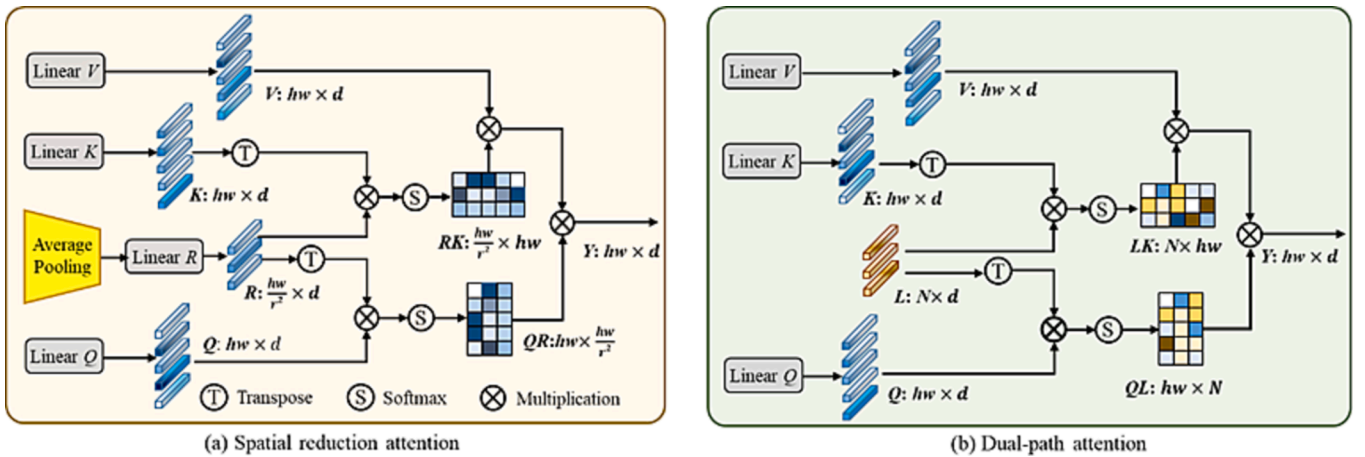 Linear V
V: hw × d
Linear K
T
K: hw × d
S
RK: hw/r² × hw
Average
Pooling
Linear R
T
R: hw/r² × d
Y: hw × d
S
Linear Q
Q: hw × d
QR:hw× hw/r²
T Transpose
S Softmax
Multiplication
(a) Spatial reduction attention
Linear V
V: hw × d
Linear K
T
K: hw × d
S
LK: N× hw
T
L: N× d
Y: hw × d
S
Linear Q
Q: hw × d
QL: hw × N
(b) Dual-path attention